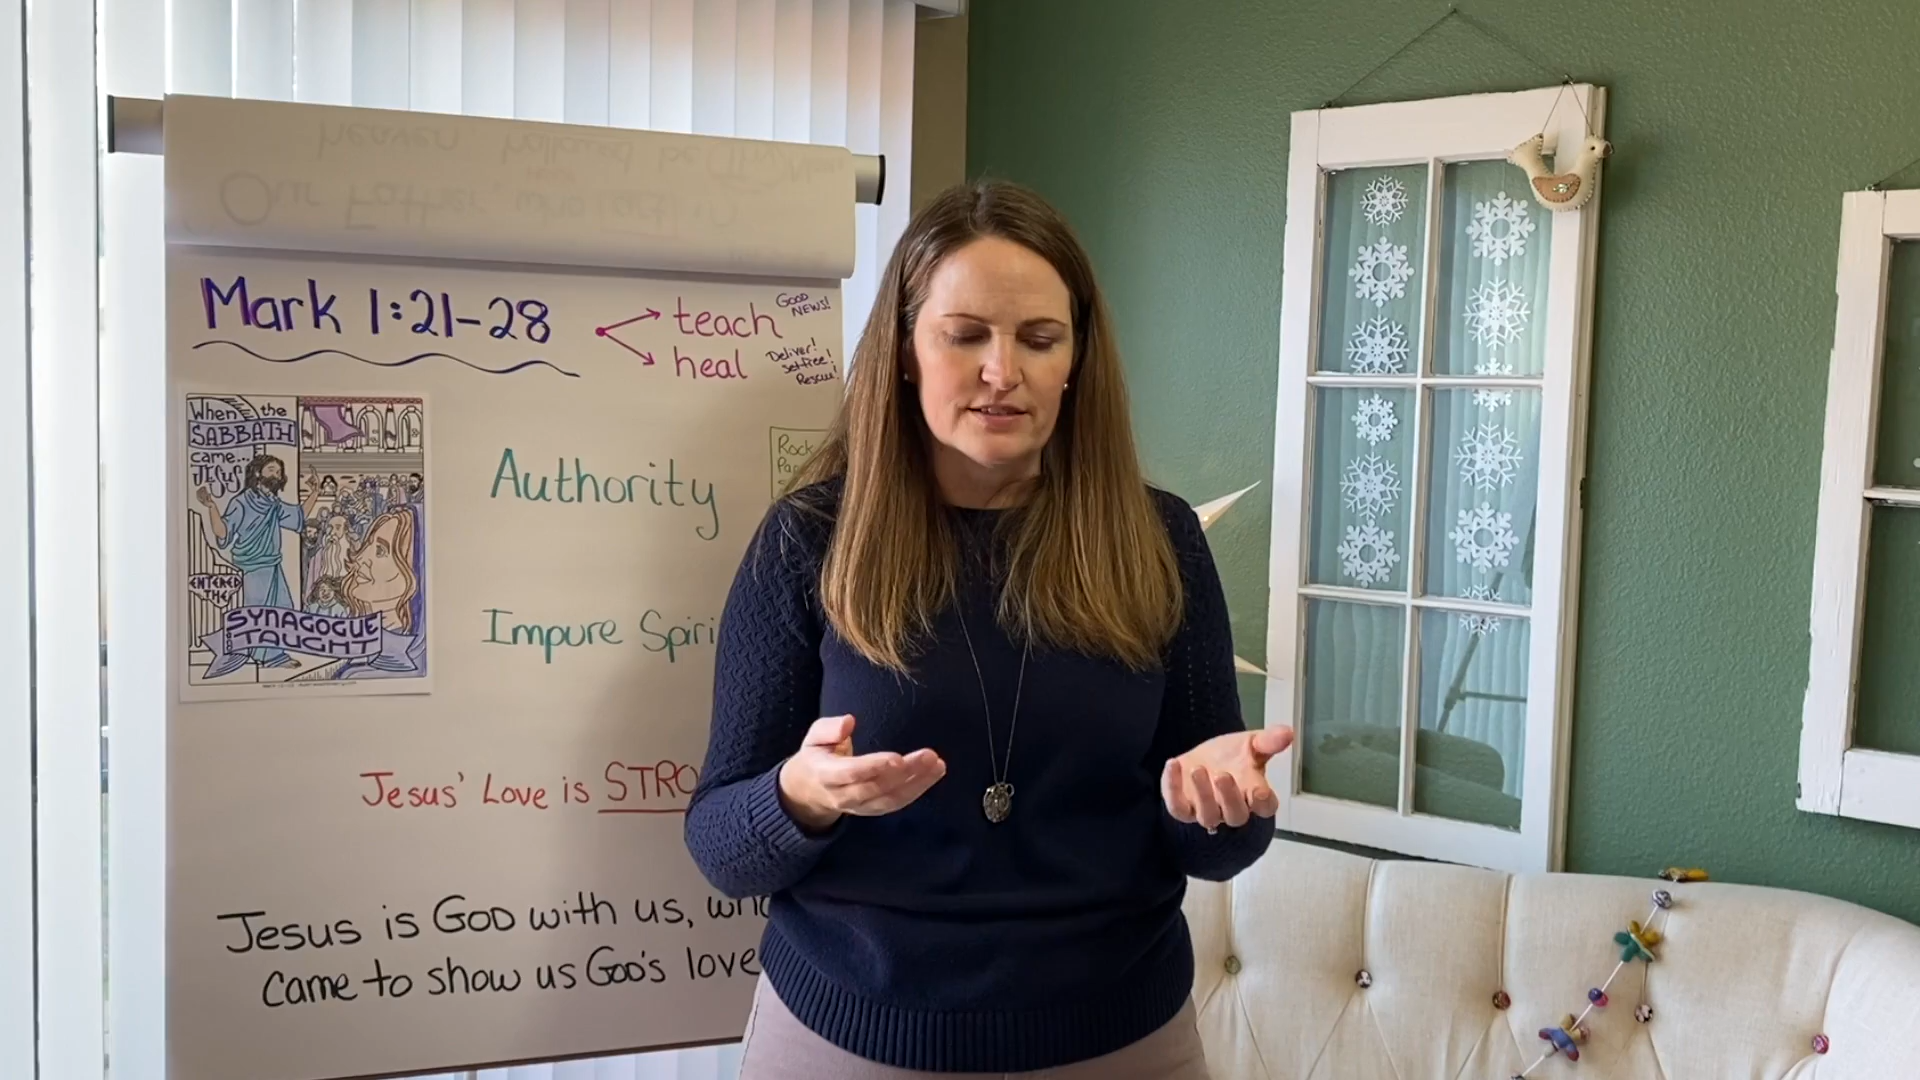 Mark 1:21-28
teach
GOOD
NEWS!
heal
Deliver!
Set free!
Rescue!
When the
SABBATH
came...
JESUS
ENTERED
THE
SYNAGOGUE
AND
TAUGHT
Authority
Rock
Impure Spiri
Jesus' Love is STRO
Jesus is GOD with us, who
came to show us GOD's love